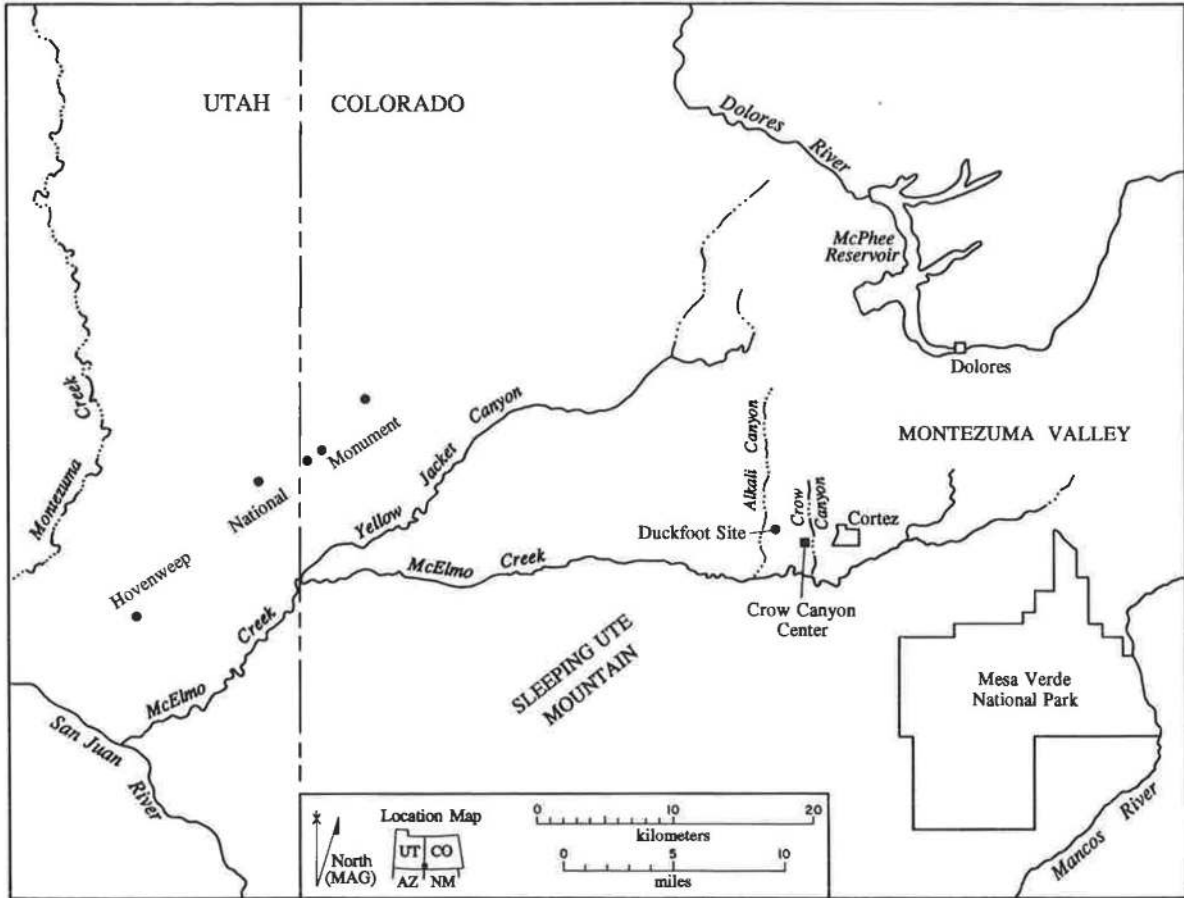 UTAH
COLORADO
Dolores
River
McPhee
Reservoir
Dolores
Montezuma
Creek
Hovenweep
National
Monument
Yellow
Jacket
Canyon
Alkali Canyon
Crow
Canyon
MONTEZUMA VALLEY
Cortez
Duckfoot Site
McElmo
Creek
Crow Canyon
Center
McElmo
Creek
SLEEPING UTE
MOUNTAIN
Mesa Verde
National Park
San Juan
River
Mancos
River
North
(MAG)
Location Map
UT
CO
AZ
NM
0
10
20
kilometers
0
5
10
miles